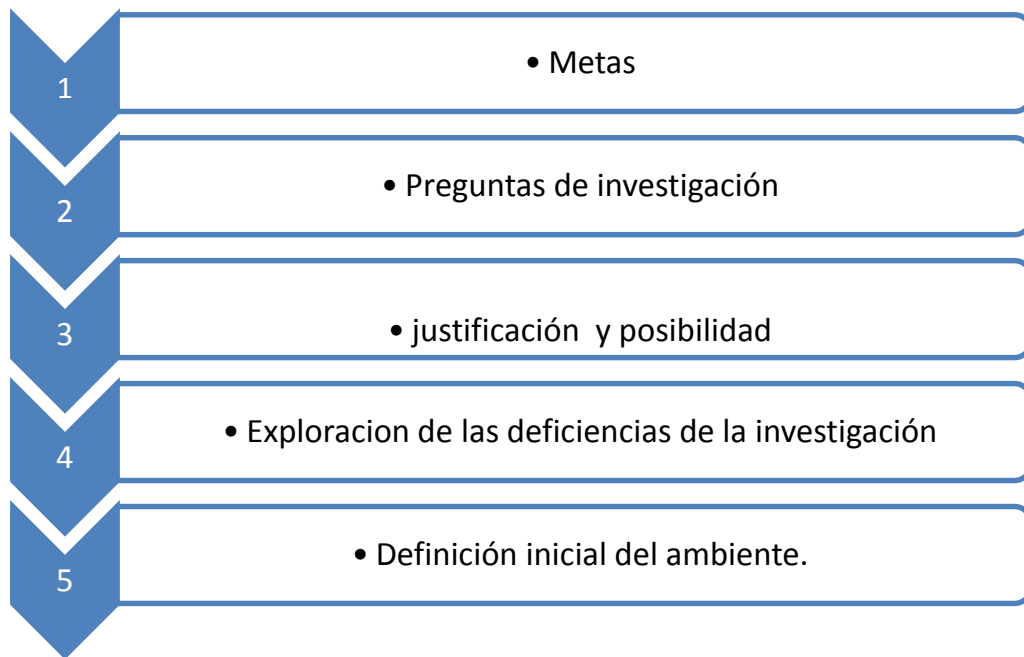 1
• Metas
2
• Preguntas de investigación
3
• justificación  y posibilidad
4
• Exploracion de las deficiencias de la investigación
5
• Definición inicial del ambiente.